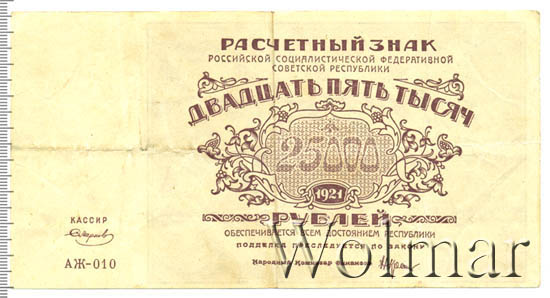 РАСЧЕТНЫЙ ЗНАК
РОССИЙСКОЙ СОЦИАЛИСТИЧЕСКОЙ ФЕДЕРАТИВНОЙ
СОВЕТСКОЙ РЕСПУБЛИКИ
ДВАДЦАТЬ ПЯТЬ ТЫСЯЧ
25000
1921
РУБЛЕЙ
ОБЕСПЕЧИВАЕТСЯ ВСЕМ ДОСТОЯНИЕМ РЕСПУБЛИКИ
ПОДДЕЛКА ПРЕСЛЕДУЕТСЯ ПО ЗАКОНУ
Народный Комиссар Финансов
КАССИР
АЖ-010
Wolmar